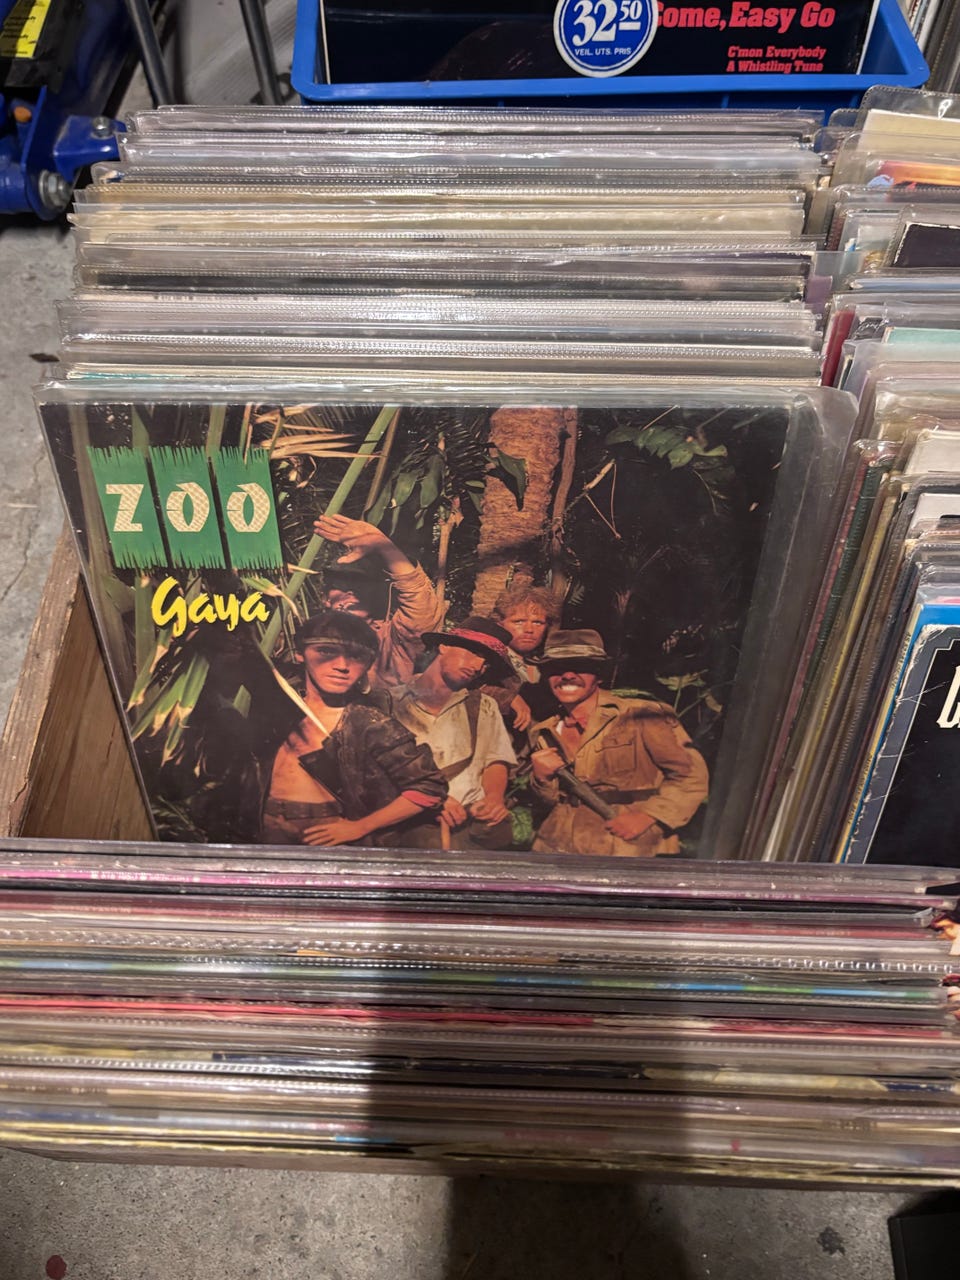 32 50
VEIL. UTS. PRIS
Come, Easy Go
C'mon Everybody
A Whistling Tune
ZOO
Gaya